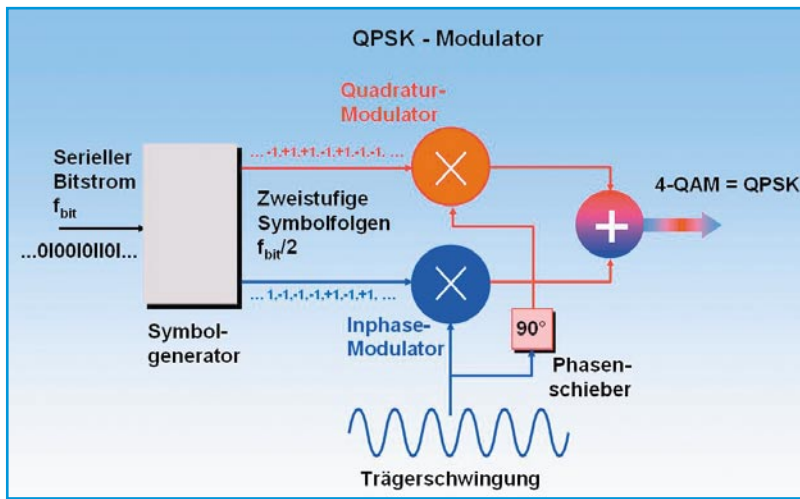 QPSK - Modulator
Quadratur-
Modulator
... -1,+1,+1,-1,+1,-1,-1, ...
Serieller
Bitstrom
f_bit
...0I00I0II0I...
Zweistufige
Symbolfolgen
f_bit/2
4-QAM = QPSK
... 1,-1,-1,-1,+1,-1,+1, ...
Symbol-
generator
Inphase-
Modulator
90°
Phasen-
schieber
Trägerschwingung